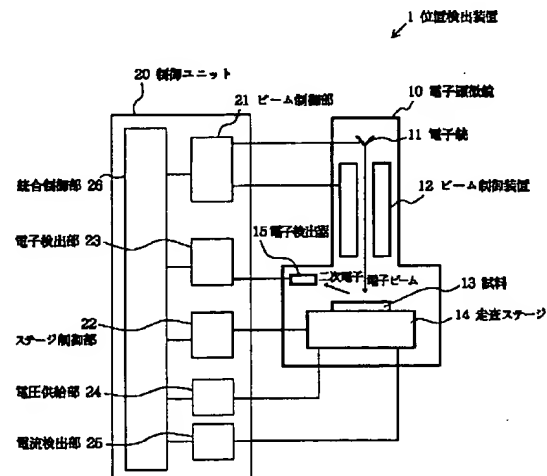 1 位置検出装置
20 制御ユニット
21 ビーム制御部
10 電子顕微鏡
11 電子銃
統合制御部 26
12 ビーム制御装置
電子検出部 23
15電子検出器
二次電子
電子ビーム
13 試料
22
ステージ制御部
14 走査ステージ
電圧供給部 24
電流検出部 25